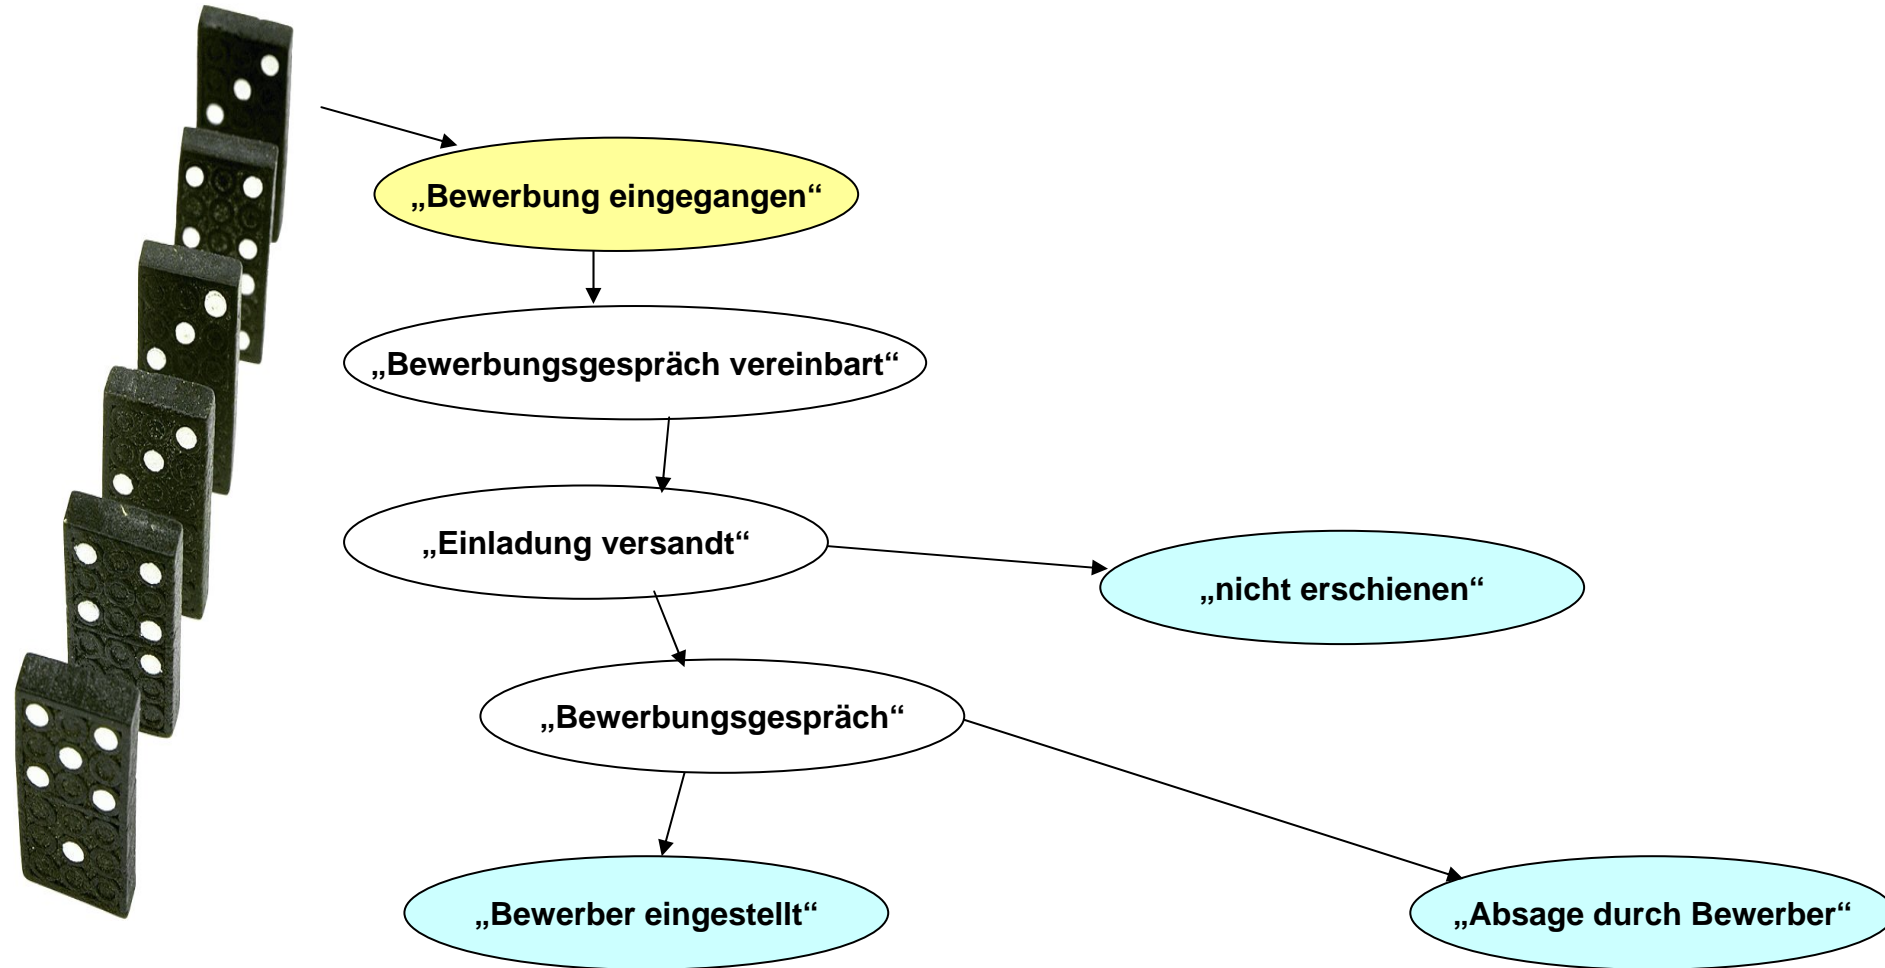 „Bewerbung eingegangen“
„Bewerbungsgespräch vereinbart“
„Einladung versandt“
„nicht erschienen“
„Bewerbungsgespräch“
„Bewerber eingestellt“
„Absage durch Bewerber“